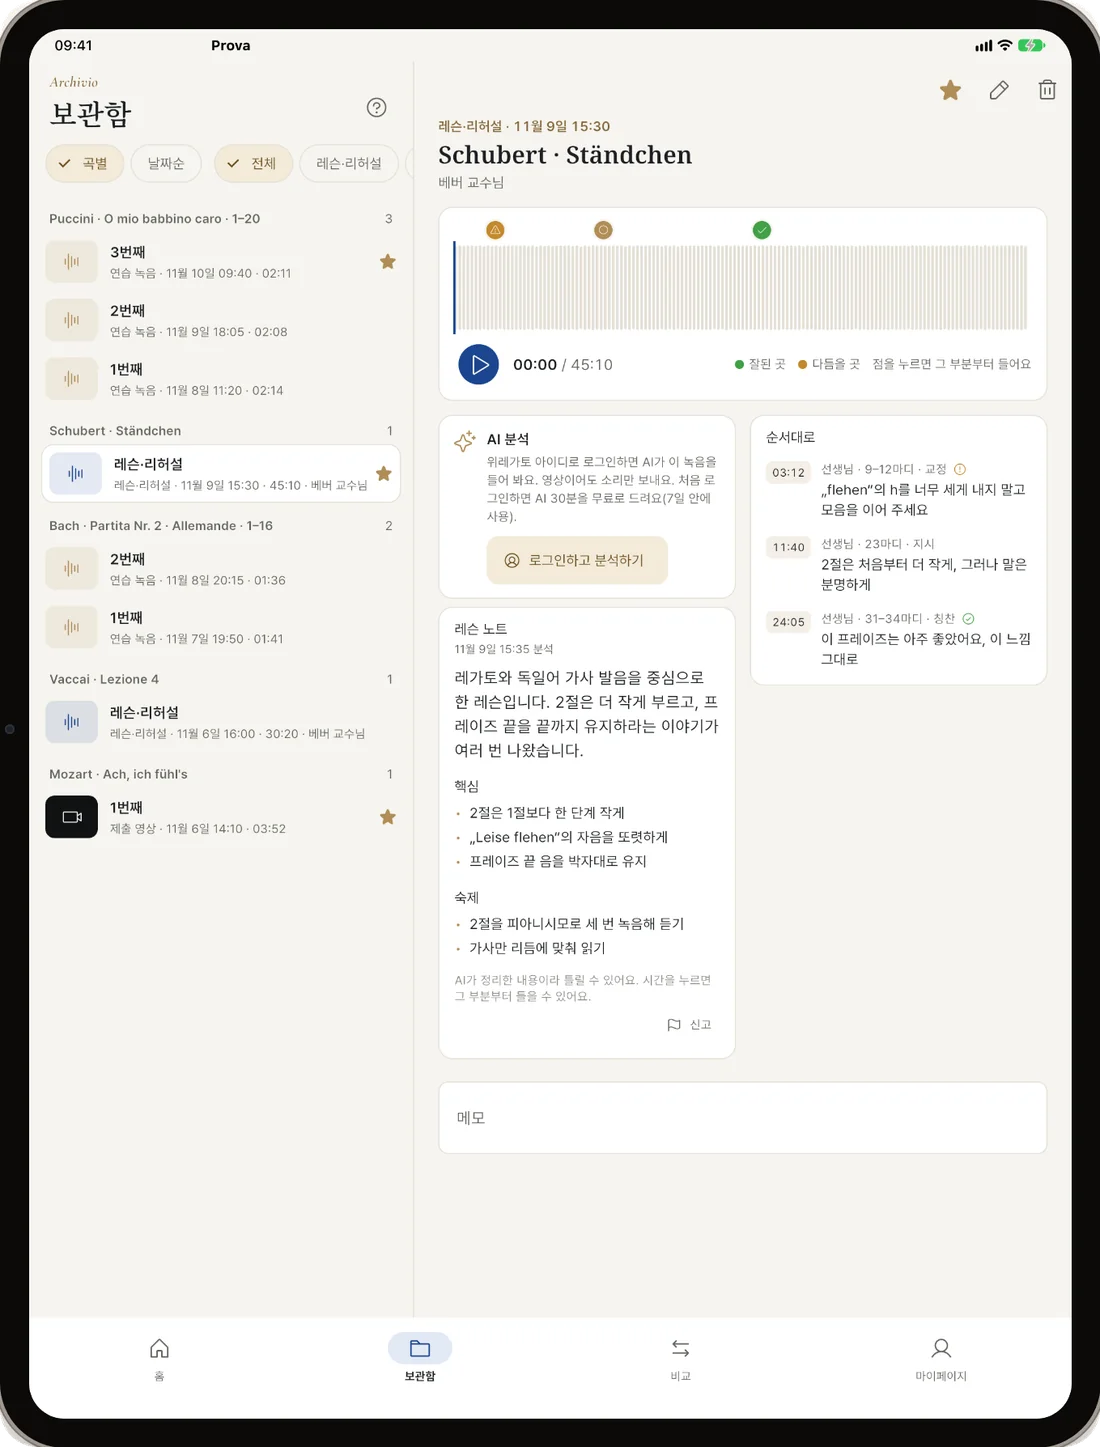 09:41
Prova
Archivio
보관함
곡별
날짜순
전체
레슨·리허설
Puccini · O mio babbino caro · 1–20
3
3번째
연습 녹음 · 11월 10일 09:40 · 02:11
2번째
연습 녹음 · 11월 9일 18:05 · 02:08
1번째
연습 녹음 · 11월 8일 11:20 · 02:14
Schubert · Ständchen
1
레슨·리허설
레슨·리허설 · 11월 9일 15:30 · 45:10 · 베버 교수님
Bach · Partita Nr. 2 · Allemande · 1–16
2
2번째
연습 녹음 · 11월 8일 20:15 · 01:36
1번째
연습 녹음 · 11월 7일 19:50 · 01:41
Vaccai · Lezione 4
1
레슨·리허설
레슨·리허설 · 11월 6일 16:00 · 30:20 · 베버 교수님
Mozart · Ach, ich fühl's
1
1번째
제출 영상 · 11월 6일 14:10 · 03:52
레슨·리허설 · 11월 9일 15:30
Schubert · Ständchen
베버 교수님
00:00 / 45:10
잘된 곳
다듬을 곳
점을 누르면 그 부분부터 들어요
AI 분석
위레가토 아이디로 로그인하면 AI가 이 녹음을
들어 봐요. 영상이어도 소리만 보내요. 처음 로
그인하면 AI 30분을 무료로 드려요(7일 안에
사용).
로그인하고 분석하기
레슨 노트
11월 9일 15:35 분석
레가토와 독일어 가사 발음을 중심으로
한 레슨입니다. 2절은 더 작게 부르고, 프
레이즈 끝을 끝까지 유지하라는 이야기가
여러 번 나왔습니다.
핵심
· 2절은 1절보다 한 단계 작게
· „Leise flehen“의 자음을 또렷하게
· 프레이즈 끝 음을 박자대로 유지
숙제
· 2절을 피아니시모로 세 번 녹음해 듣기
· 가사만 리듬에 맞춰 읽기
AI가 정리한 내용이라 틀릴 수 있어요. 시간을 누르면
그 부분부터 들을 수 있어요.
신고
순서대로
03:12
선생님 · 9–12마디 · 교정
„flehen“의 h를 너무 세게 내지 말고
모음을 이어 주세요
11:40
선생님 · 23마디 · 지시
2절은 처음부터 더 작게, 그러나 말은
분명하게
24:05
선생님 · 31–34마디 · 칭찬
이 프레이즈는 아주 좋았어요, 이 느낌
그대로
메모
홈
보관함
비교
마이페이지